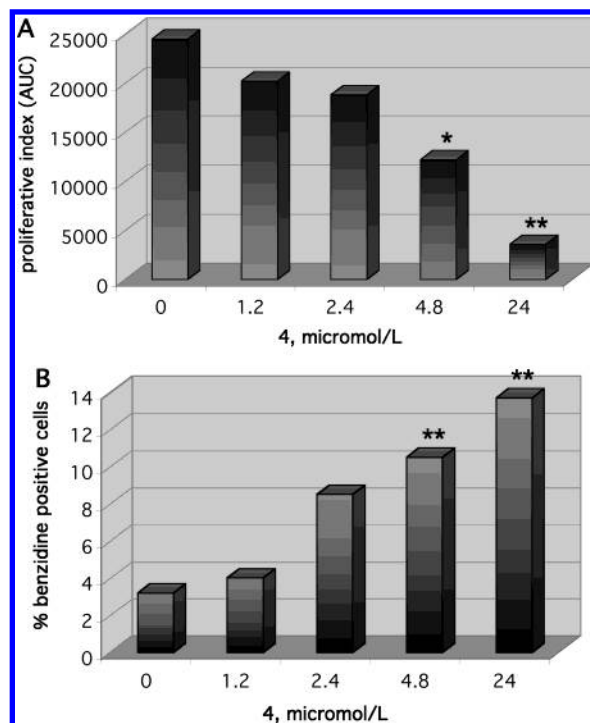 A
proliferative index (AUC)
25000
20000
15000
10000
5000
0
*
**
0 1.2 2.4 4.8 24
4, micromol/L
B
% benzidine positive cells
14
12
10
8
6
4
2
0
**
**
0 1.2 2.4 4.8 24
4, micromol/L